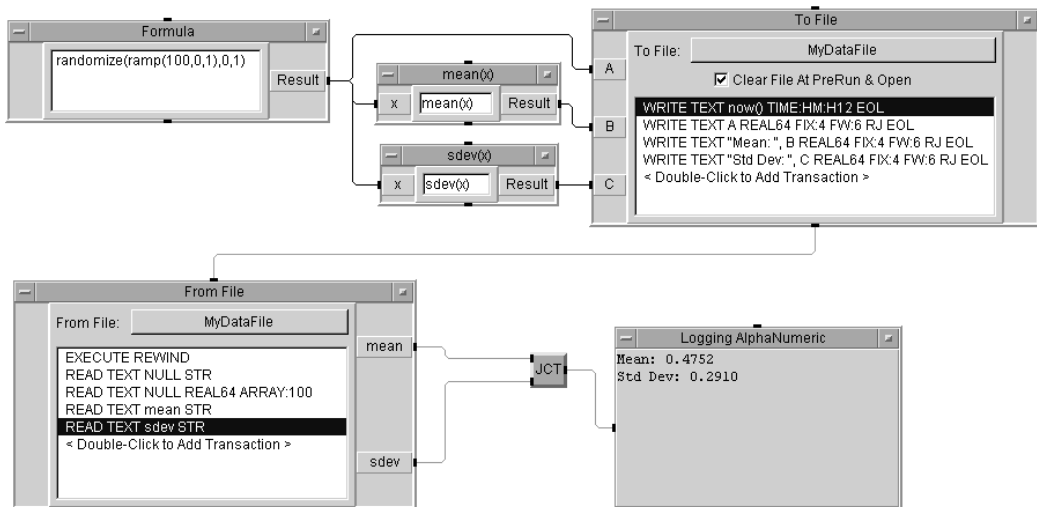 Formula
randomize(ramp(100,0,1),0,1)
Result
mean(x)
x
mean(x)
Result
sdev(x)
x
sdev(x)
Result
To File
To File:
MyDataFile
Clear File At PreRun & Open
A
B
C
WRITE TEXT now() TIME:HM:H12 EOL
WRITE TEXT A REAL64 FIX:4 FW:6 RJ EOL
WRITE TEXT "Mean: ", B REAL64 FIX:4 FW:6 RJ EOL
WRITE TEXT "Std Dev: ", C REAL64 FIX:4 FW:6 RJ EOL
< Double-Click to Add Transaction >
From File
From File:
MyDataFile
EXECUTE REWIND
READ TEXT NULL STR
READ TEXT NULL REAL64 ARRAY:100
READ TEXT mean STR
READ TEXT sdev STR
< Double-Click to Add Transaction >
mean
sdev
JCT
Logging AlphaNumeric
Mean: 0.4752
Std Dev: 0.2910